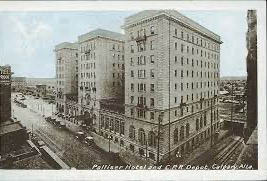 Palliser Hotel and C.P.R. Depot, Calgary, Alta.